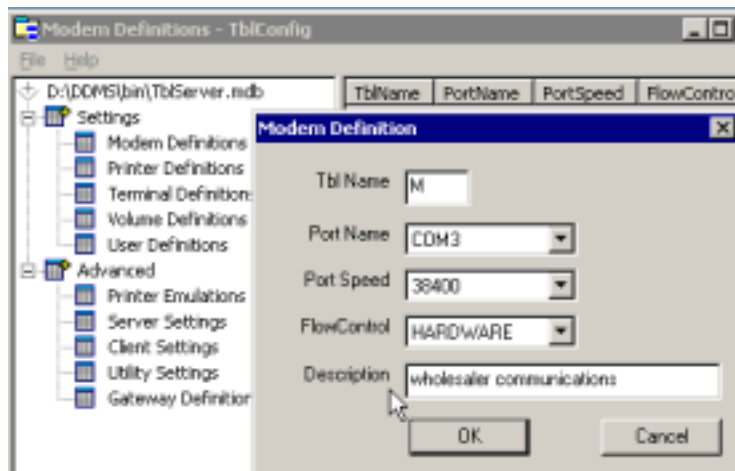 Modem Definitions - TblConfig
File Help
D:\DDMS\bin\TblServer.mdb
TblName PortName PortSpeed FlowContro
Settings
Modem Definitions
Printer Definitions
Terminal Definition
Volume Definitions
User Definitions
Advanced
Printer Emulations
Server Settings
Client Settings
Utility Settings
Gateway Definition
Modem Definition
Tbl Name M
Port Name COM3
Port Speed 38400
FlowControl HARDWARE
Description wholesaler communications
OK Cancel